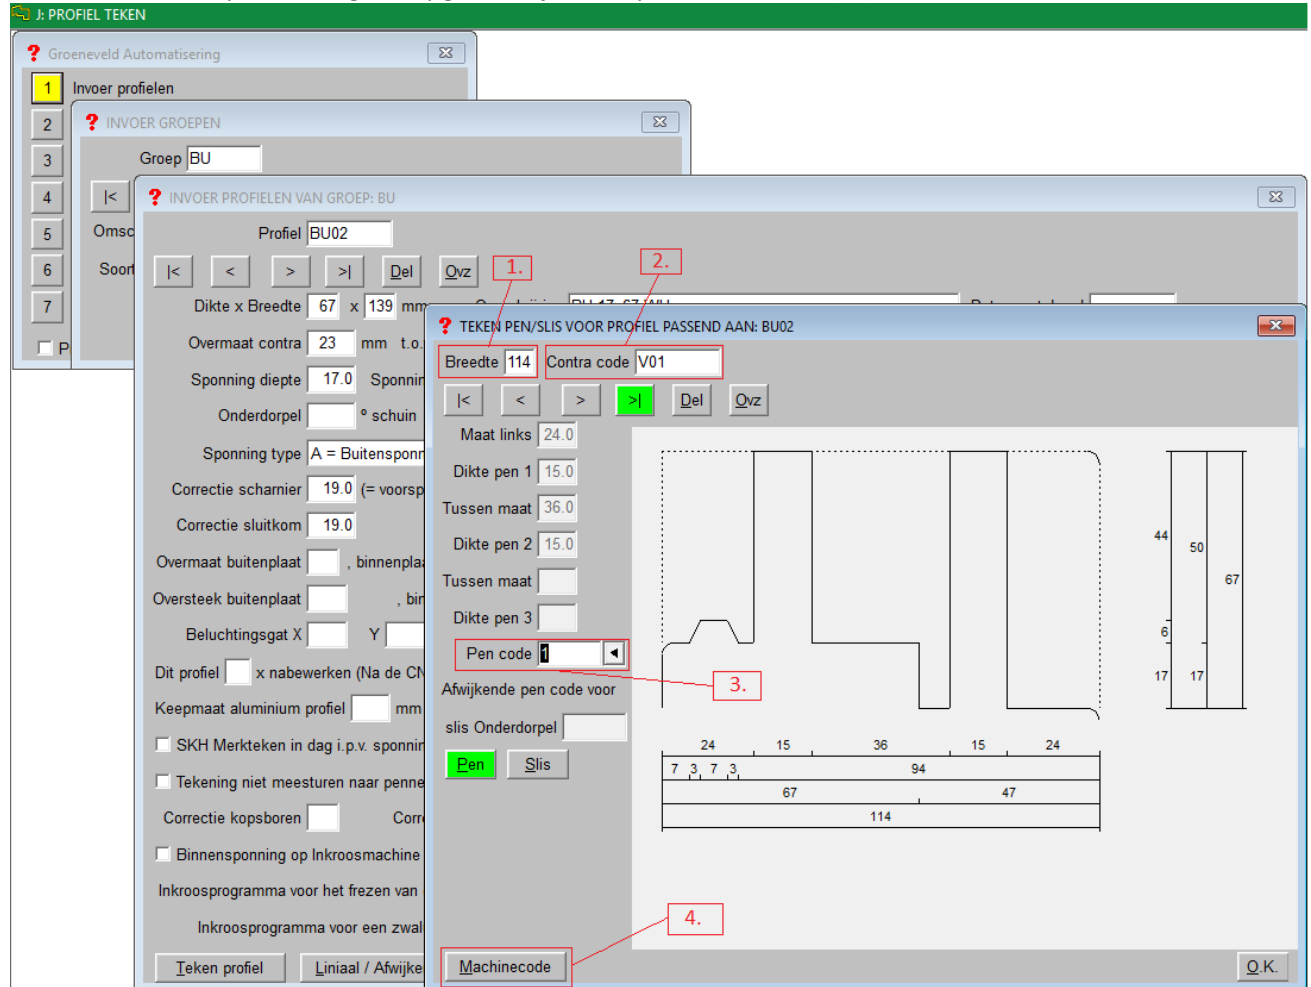 J: PROFIEL TEKEN
? Groeneveld Automatisering
1 Invoer profielen
2 ? INVOER GROEPEN
3 Groep BU
4 |< ? INVOER PROFIELEN VAN GROEP: BU
5 Omsc Profiel BU02
6 Soort |< < > >| Del Ovz 1. 2.
7 Dikte x Breedte 67 x 139 mm
P
Overmaat contra 23 mm t.o.
Sponning diepte 17.0 Sponnin
Onderdorpel º schuin
Sponning type A = Buitensponn
Correctie scharnier 19.0 (= voorsp
Correctie sluitkom 19.0
Overmaat buitenplaat , binnenplaa
Oversteek buitenplaat , bin
Beluchtingsgat X Y
Dit profiel x nabewerken (Na de CN
Keepmaat aluminium profiel mm
SKH Merkteken in dag i.p.v. sponnin
Tekening niet meesturen naar penne
Correctie kopsboren Corr
Binnensponning op Inkroosmachine
Inkroosprogramma voor het frezen van
Inkroosprogramma voor een zwal
Teken profiel Liniaal / Afwijke
? TEKEN PEN/SLIS VOOR PROFIEL PASSEND AAN: BU02
Breedte 114 Contra code V01
|< < > >| Del Ovz
Maat links 24.0
Dikte pen 1 15.0
Tussen maat 36.0
Dikte pen 2 15.0
Tussen maat
Dikte pen 3
Pen code 1
3.
Afwijkende pen code voor
slis Onderdorpel
Pen Slis
44 50 67
6
17 17
24 15 36 15 24
7 3 7 3 94
67 47
114
4.
Machinecode O.K.